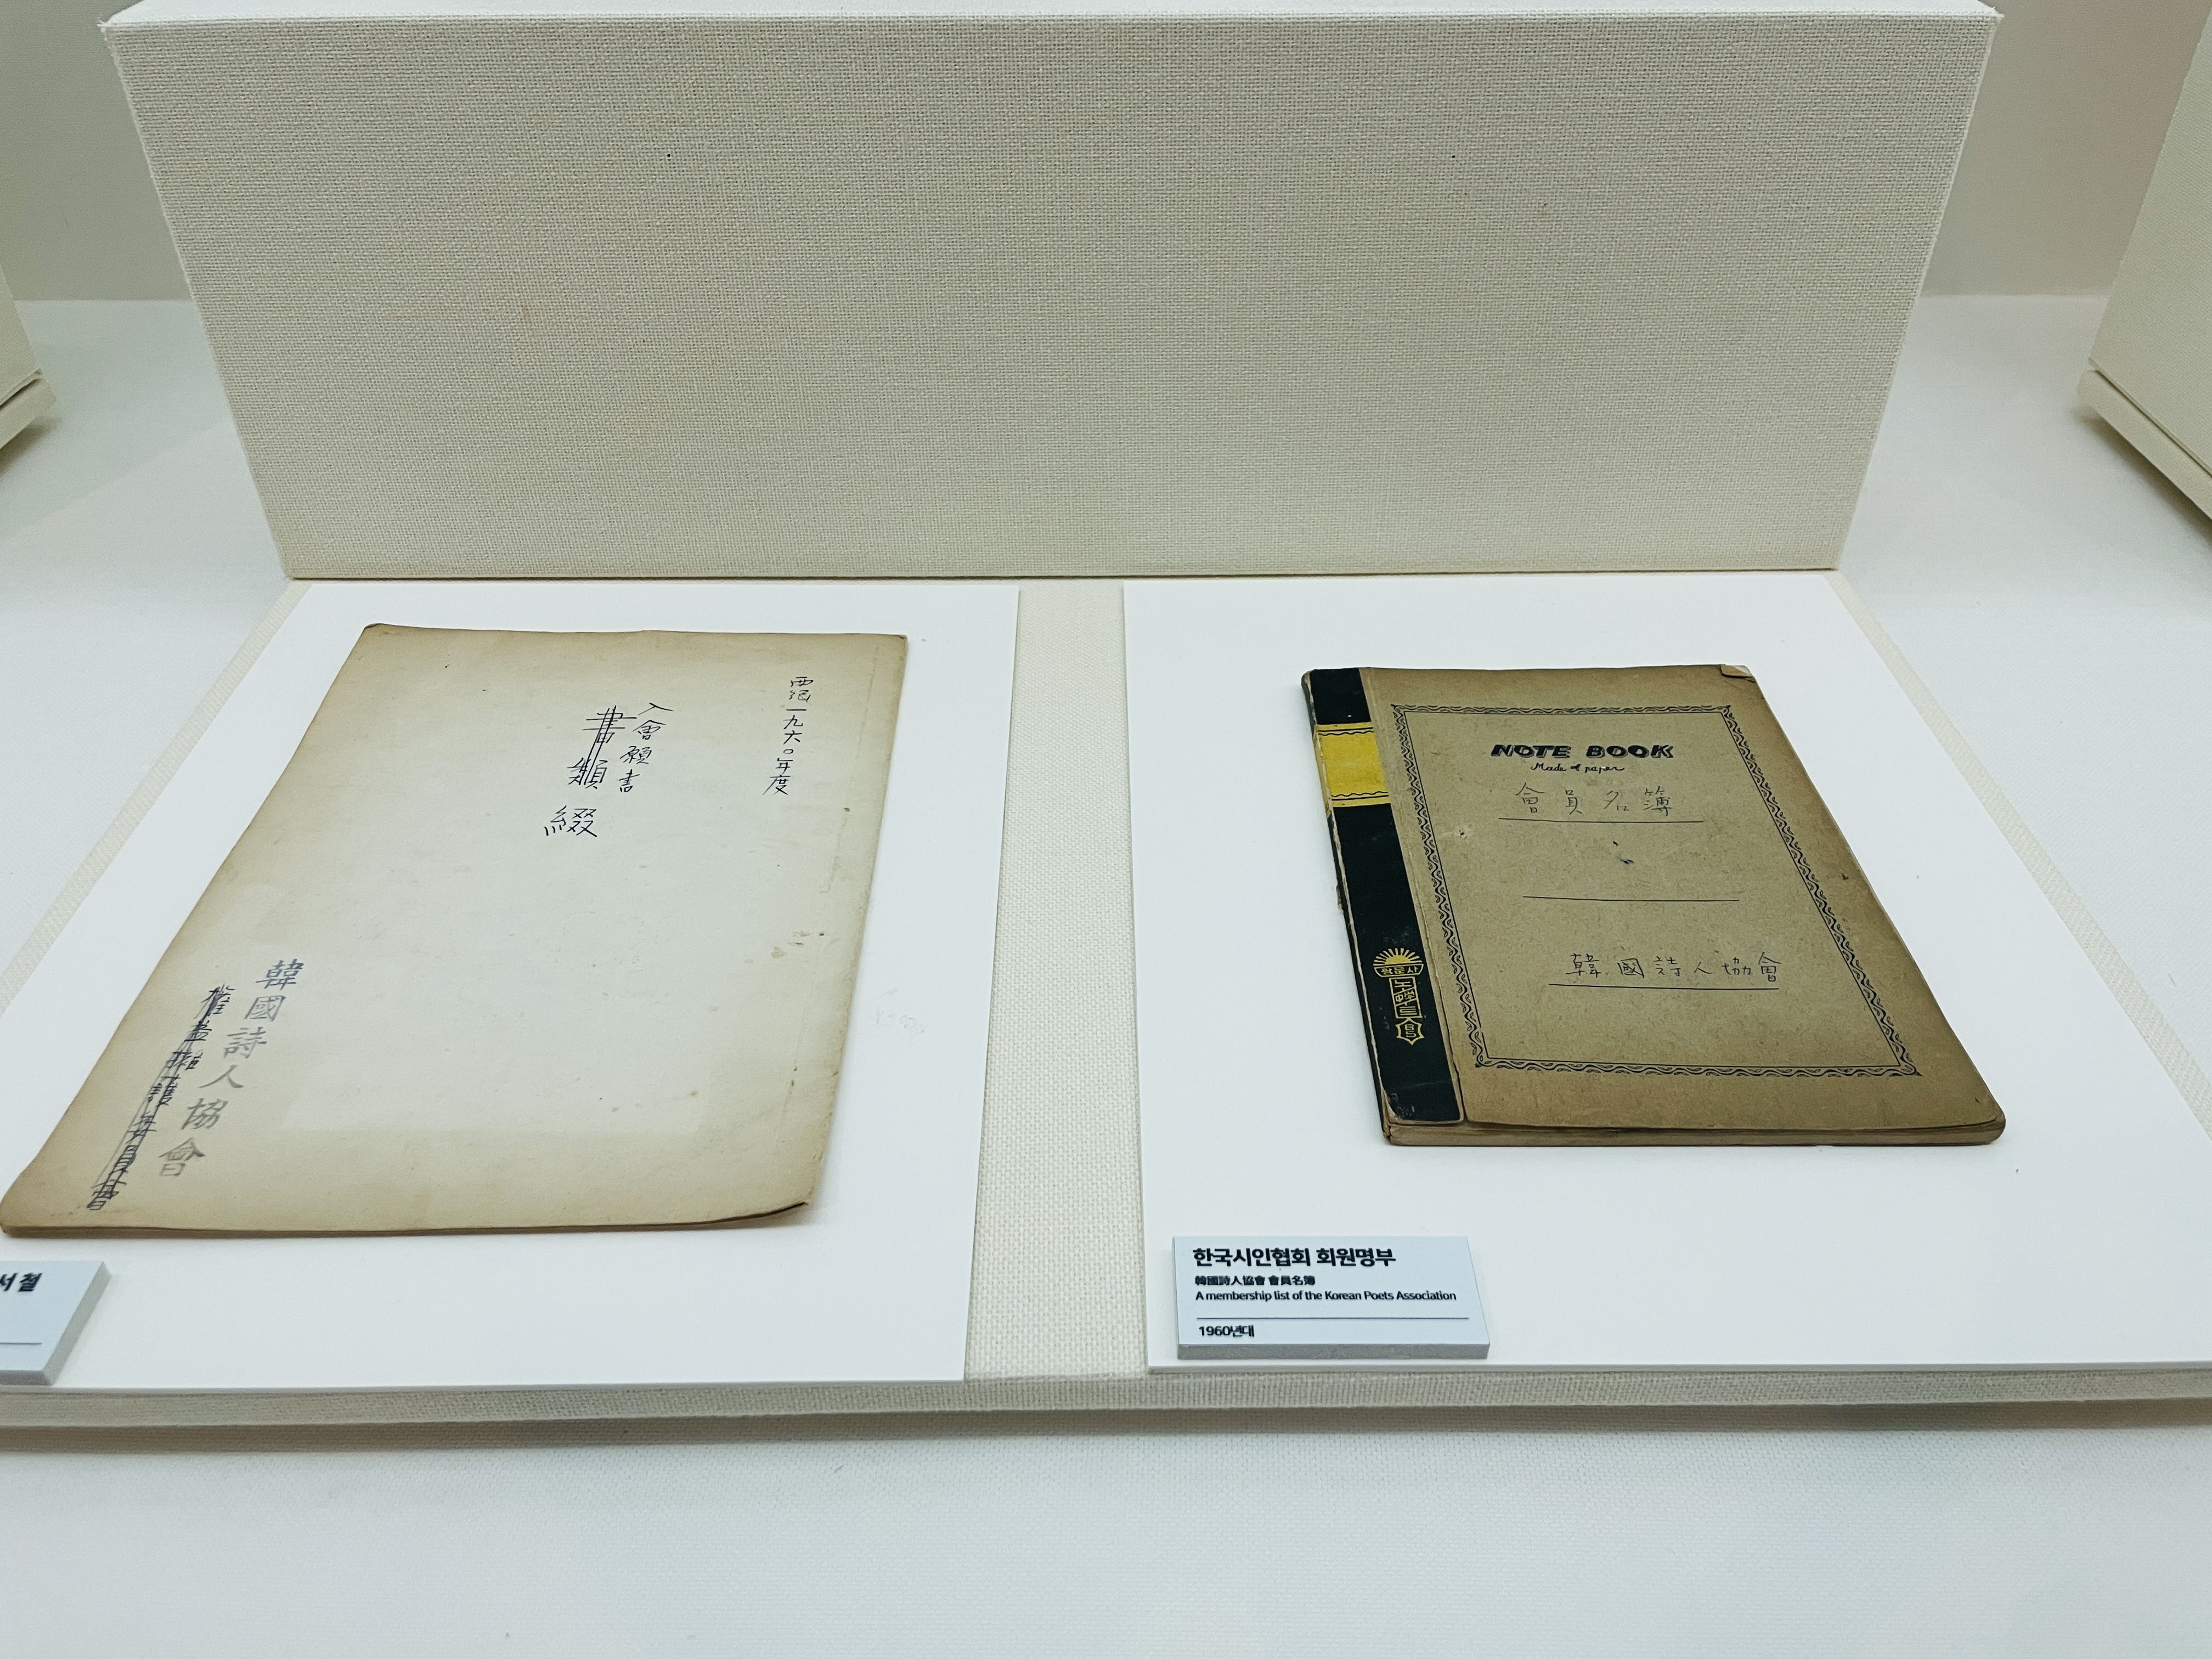 西紀一九六〇年度
入會願書
書類
綴
韓國詩人協會
NOTE BOOK
Made of paper
會員名簿
韓國詩人協會
노트
서철
한국시인협회 회원명부
韓國詩人協會 會員名簿
A membership list of the Korean Poets Association
1960년대